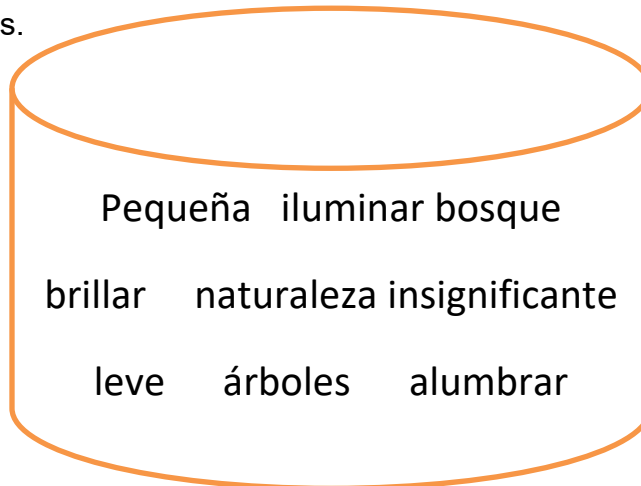 s.
Pequeña iluminar bosque
brillar naturaleza insignificante
leve árboles alumbrar